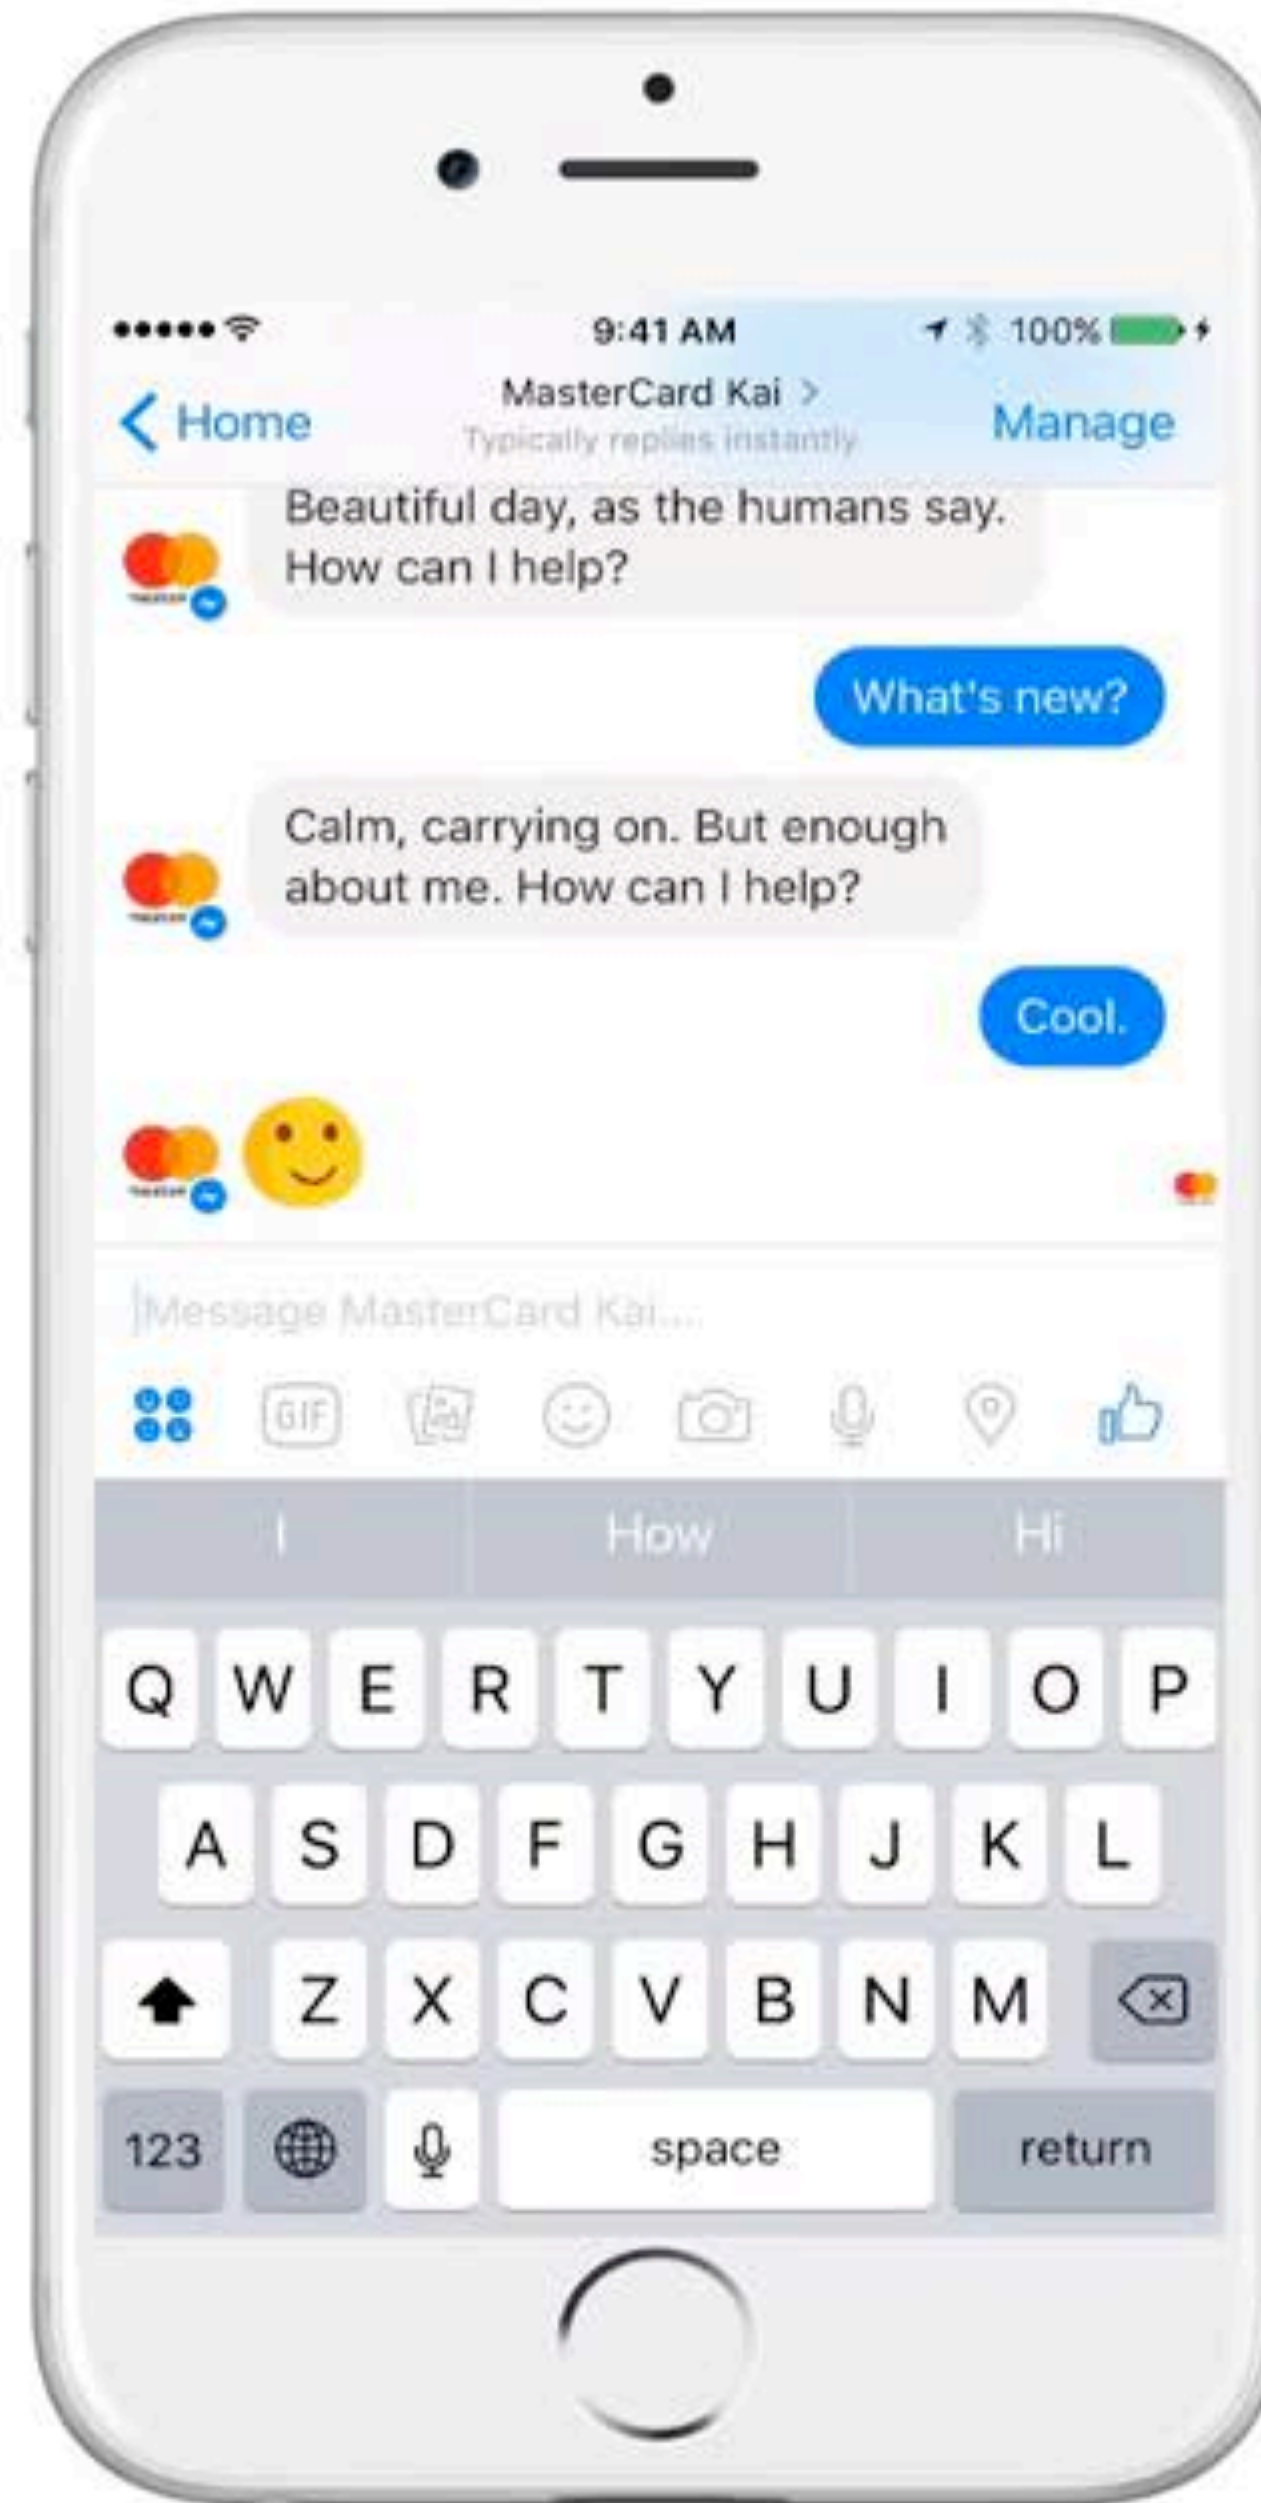 9:41 AM
100%
Home
MasterCard Kai >
Manage
Typically replies instantly
Beautiful day, as the humans say.
How can I help?
What's new?
Calm, carrying on. But enough
about me. How can I help?
Cool.
Message MasterCard Kai....
GIF
I How Hi
Q W E R T Y U I O P
A S D F G H J K L
Z X C V B N M
123 space return